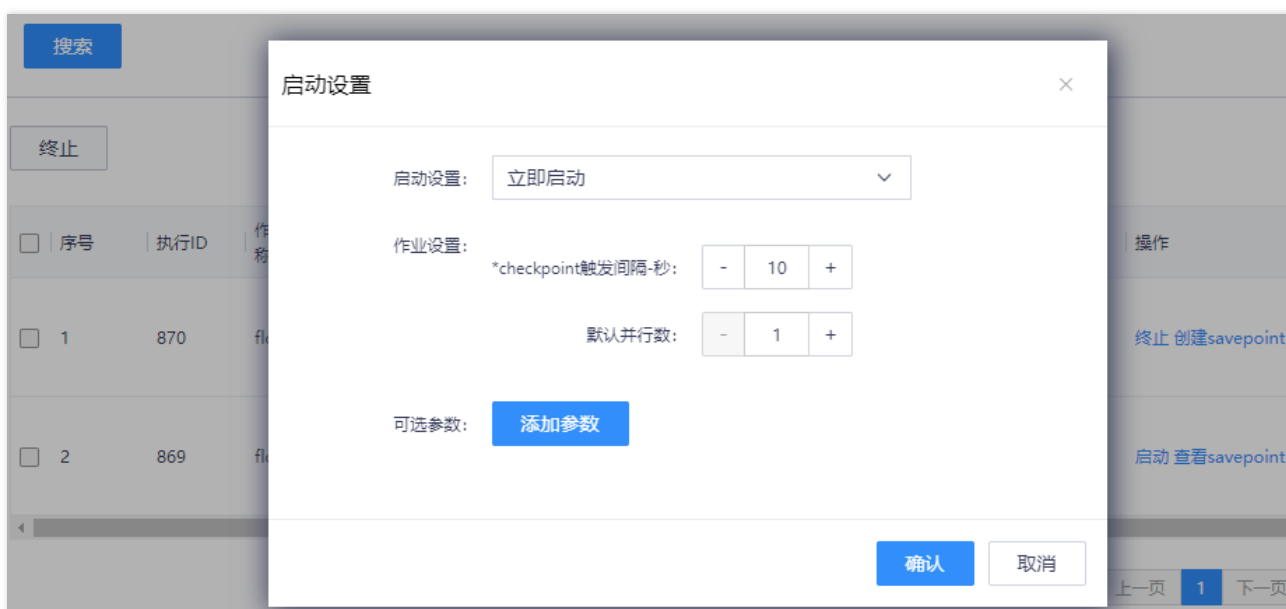 搜索
启动设置
×
终止
启动设置: 立即启动
序号 执行ID 作 称 操作
作业设置:
*checkpoint触发间隔-秒: - 10 +
默认并行数: - 1 +
1 870 终止 创建savepoint
可选参数: 添加参数
2 869 启动 查看savepoint
确认 取消
上一页 1 下一页